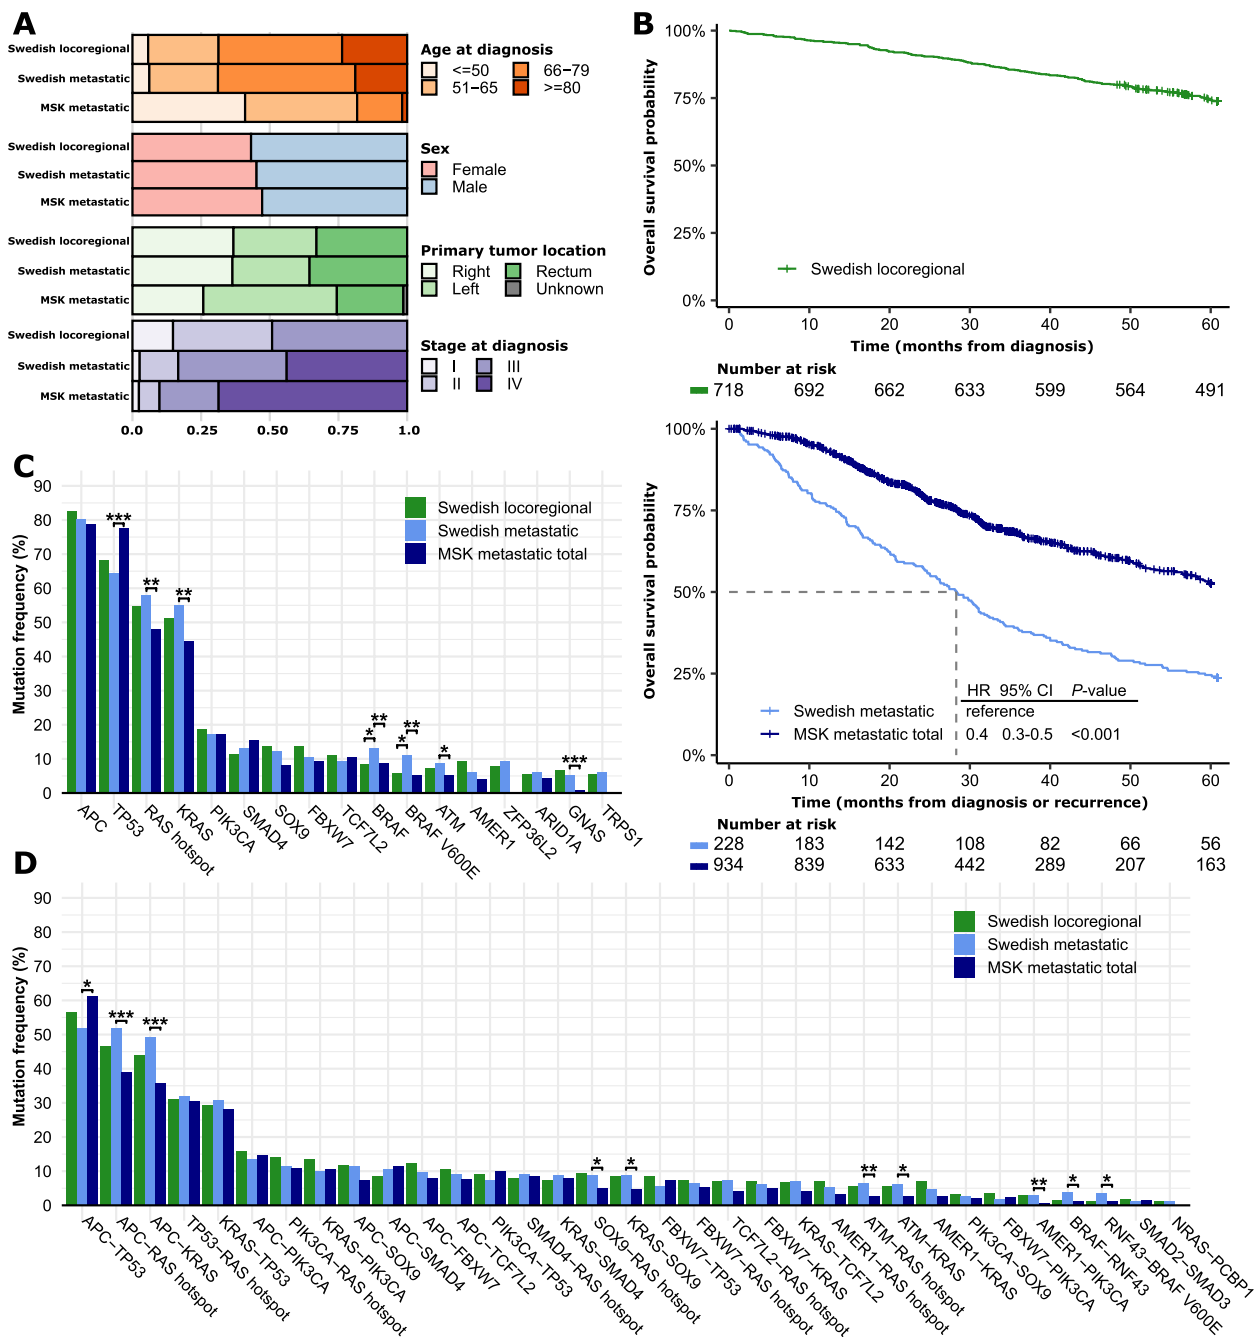 A
Swedish locoregional
Swedish metastatic
MSK metastatic
Age at diagnosis
<=50
66−79
51−65
>=80
Swedish locoregional
Swedish metastatic
MSK metastatic
Sex
Female
Male
Swedish locoregional
Swedish metastatic
MSK metastatic
Primary tumor location
Right
Rectum
Left
Unknown
Swedish locoregional
Swedish metastatic
MSK metastatic
Stage at diagnosis
I
III
II
IV
0.0 0.25 0.50 0.75 1.0
B
Overall survival probability
100%
75%
50%
25%
0%
Swedish locoregional
0 10 20 30 40 50 60
Time (months from diagnosis)
Number at risk
718 692 662 633 599 564 491
Overall survival probability
100%
75%
50%
25%
0%
HR 95% CI P-value
Swedish metastatic reference
MSK metastatic total 0.4 0.3-0.5 <0.001
0 10 20 30 40 50 60
Time (months from diagnosis or recurrence)
Number at risk
228 183 142 108 82 66 56
934 839 633 442 289 207 163
C
Mutation frequency (%)
90
80
70
60
50
40
30
20
10
0
Swedish locoregional
Swedish metastatic
MSK metastatic total
***
**
**
*
**
*
**
*
***
APC
TP53
RAS hotspot
KRAS
PIK3CA
SMAD4
SOX9
FBXW7
TCF7L2
BRAF
BRAF V600E
ATM
AMER1
ZFP36L2
ARID1A
GNAS
TRPS1
D
Mutation frequency (%)
90
80
70
60
50
40
30
20
10
0
Swedish locoregional
Swedish metastatic
MSK metastatic total
*
***
***
*
*
**
*
**
*
*
APC−TP53
APC−RAS hotspot
APC−KRAS
TP53−RAS hotspot
KRAS−TP53
APC−PIK3CA
PIK3CA−RAS hotspot
KRAS−PIK3CA
APC−SOX9
APC−SMAD4
APC−FBXW7
APC−TCF7L2
PIK3CA−TP53
SMAD4−RAS hotspot
KRAS−SMAD4
SOX9−RAS hotspot
KRAS−SOX9
FBXW7−TP53
FBXW7−RAS hotspot
TCF7L2−RAS hotspot
FBXW7−KRAS
KRAS−TCF7L2
AMER1−RAS hotspot
ATM−RAS hotspot
ATM−KRAS
AMER1−KRAS
PIK3CA−SOX9
FBXW7−PIK3CA
AMER1−PIK3CA
BRAF−RNF43
RNF43−BRAF V600E
SMAD2−SMAD3
NRAS−PCBP1